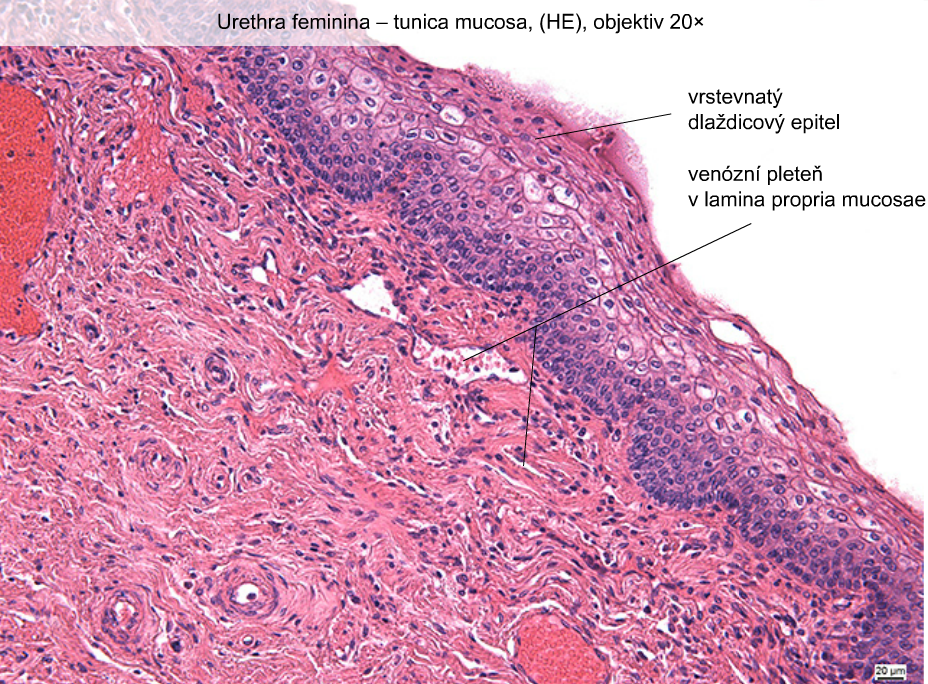 Urethra feminina – tunica mucosa, (HE), objektiv 20×
vrstevnatý
dlaždicový epitel
venózní pleteň
v lamina propria mucosae
20 µm